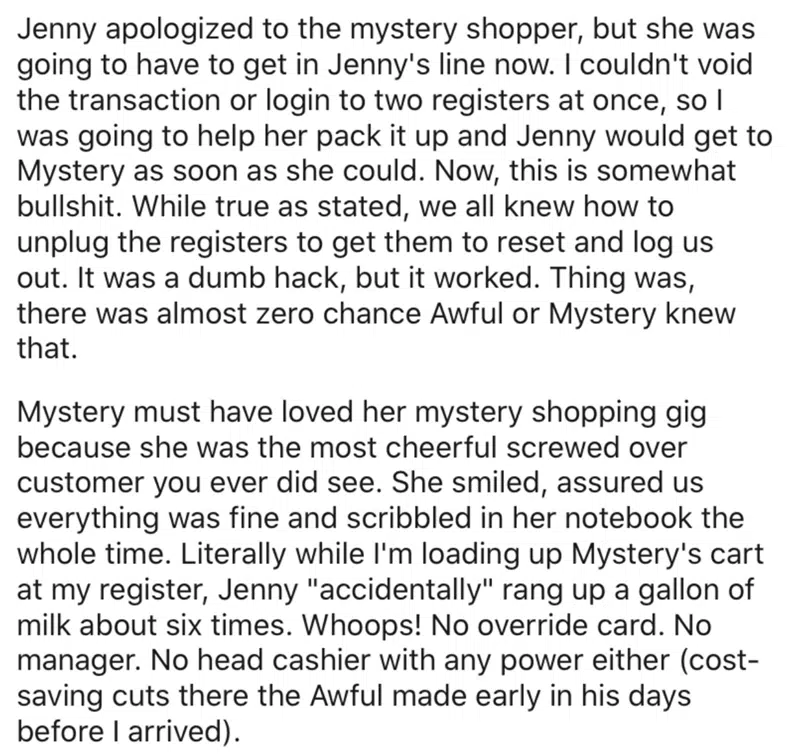 Jenny apologized to the mystery shopper, but she was
going to have to get in Jenny's line now. I couldn't void
the transaction or login to two registers at once, so I
was going to help her pack it up and Jenny would get to
Mystery as soon as she could. Now, this is somewhat
bullshit. While true as stated, we all knew how to
unplug the registers to get them to reset and log us
out. It was a dumb hack, but it worked. Thing was,
there was almost zero chance Awful or Mystery knew
that.
Mystery must have loved her mystery shopping gig
because she was the most cheerful screwed over
customer you ever did see. She smiled, assured us
everything was fine and scribbled in her notebook the
whole time. Literally while I'm loading up Mystery's cart
at my register, Jenny "accidentally" rang up a gallon of
milk about six times. Whoops! No override card. No
manager. No head cashier with any power either (cost-
saving cuts there the Awful made early in his days
before I arrived).